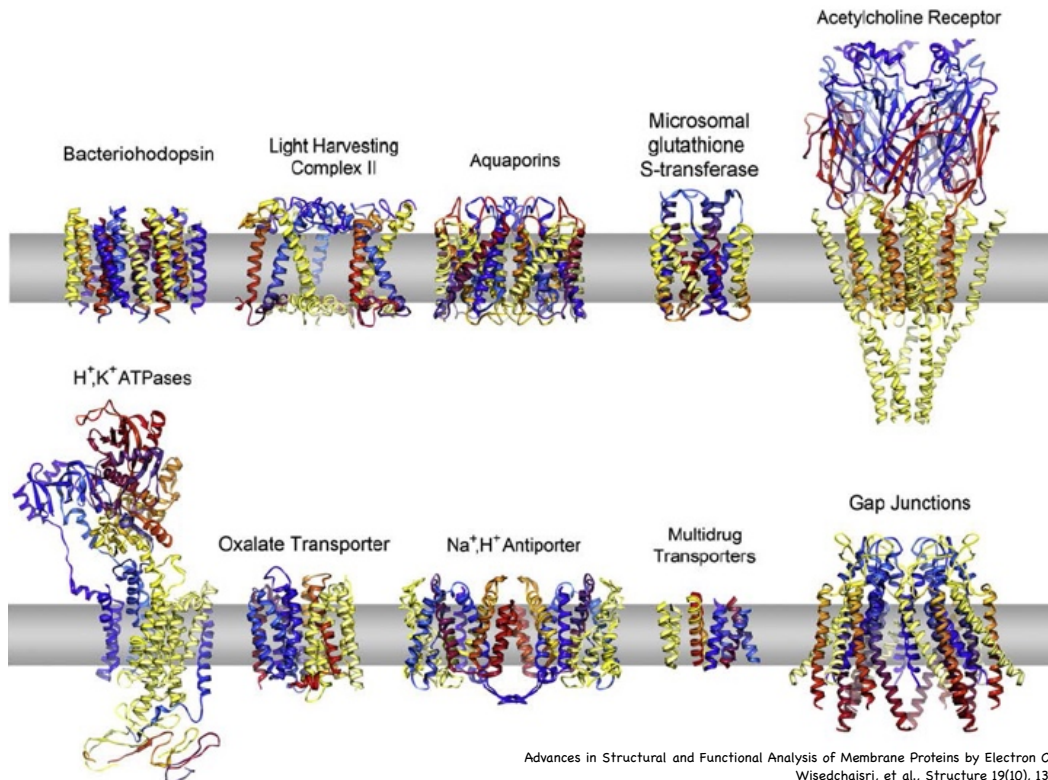 Acetylcholine Receptor
Bacteriohodopsin
Light Harvesting
Complex II
Aquaporins
Microsomal
glutathione
S-transferase
H⁺,K⁺ATPases
Oxalate Transporter
Na⁺,H⁺ Antiporter
Multidrug
Transporters
Gap Junctions
Advances in Structural and Functional Analysis of Membrane Proteins by Electron
Wisedchaisri, et al., Structure 19(10), 13